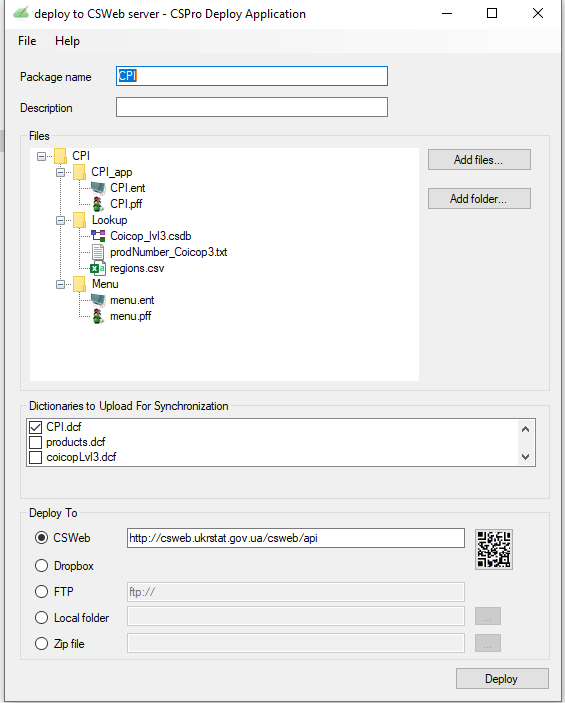 deploy to CSWeb server - CSPro Deploy Application
File Help
Package name CPI
Description
Files
CPI
CPI_app
CPI.ent
CPI.pff
Lookup
Coicop_lvl3.csdb
prodNumber_Coicop3.txt
regions.csv
Menu
menu.ent
menu.pff
Add files...
Add folder...
Dictionaries to Upload For Synchronization
CPI.dcf
products.dcf
coicopLvl3.dcf
Deploy To
CSWeb http://csweb.ukrstat.gov.ua/csweb/api
Dropbox
FTP ftp://
Local folder ...
Zip file ...
Deploy